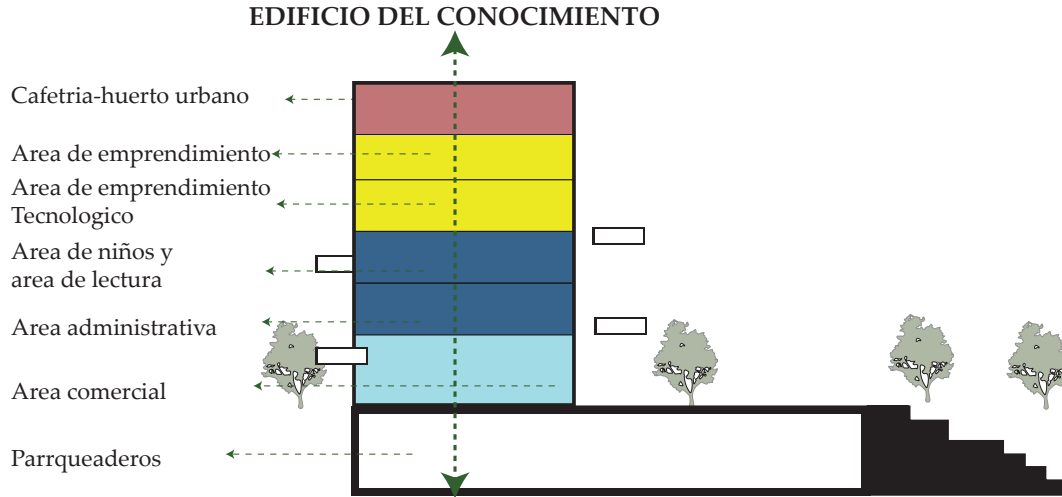 EDIFICIO DEL CONOCIMIENTO
Cafetria-huerto urbano
Area de emprendimiento
Area de emprendimiento
Tecnologico
Area de niños y
area de lectura
Area administrativa
Area comercial
Parrqueaderos